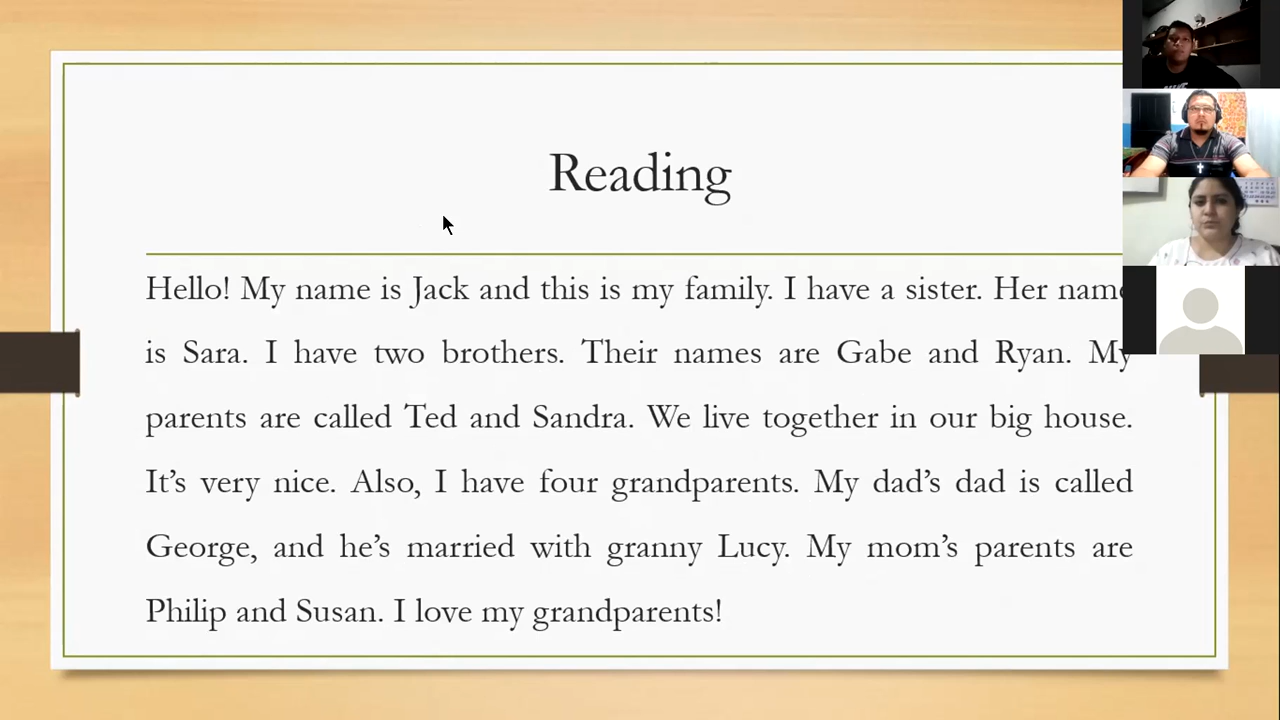 Reading
Hello! My name is Jack and this is my family. I have a sister. Her name
is Sara. I have two brothers. Their names are Gabe and Ryan. My
parents are called Ted and Sandra. We live together in our big house.
It's very nice. Also, I have four grandparents. My dad's dad is called
George, and he's married with granny Lucy. My mom's parents are
Philip and Susan. I love my grandparents!